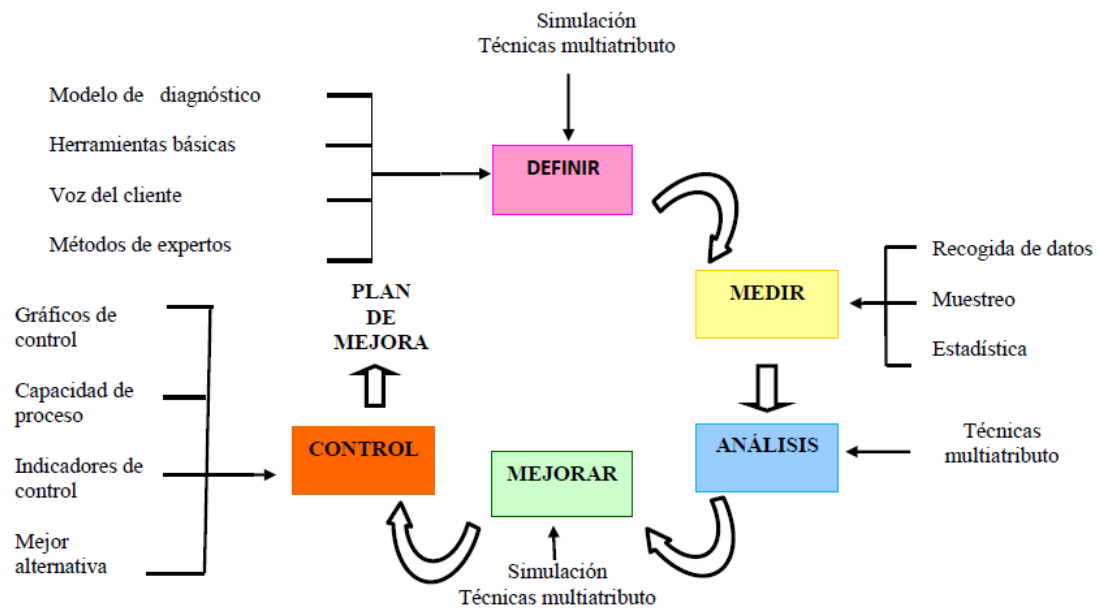 Simulación
Técnicas multiatributo
Modelo de diagnóstico
Herramientas básicas
Voz del cliente
Métodos de expertos
DEFINIR
Recogida de datos
Muestreo
Estadística
MEDIR
PLAN
DE
MEJORA
Gráficos de
control
Capacidad de
proceso
Indicadores de
control
Mejor
alternativa
CONTROL
MEJORAR
ANÁLISIS
Técnicas
multiatributo
Simulación
Técnicas multiatributo